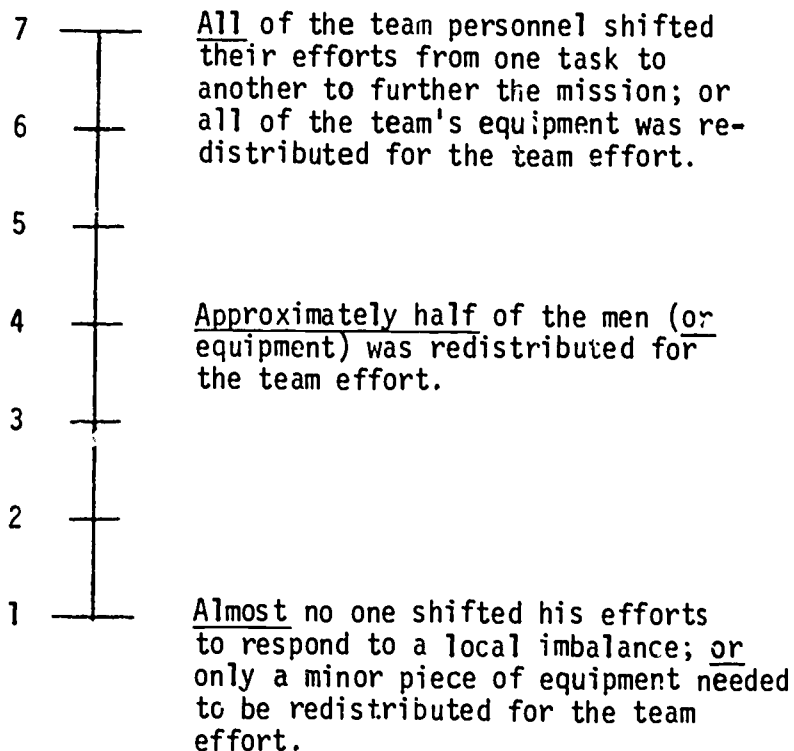 7 All of the team personnel shifted
their efforts from one task to
another to further the mission; or
6 all of the team's equipment was re-
distributed for the team effort.
5
4 Approximately half of the men (or
equipment) was redistributed for
the team effort.
3
2
1 Almost no one shifted his efforts
to respond to a local imbalance; or
only a minor piece of equipment needed
to be redistributed for the team
effort.